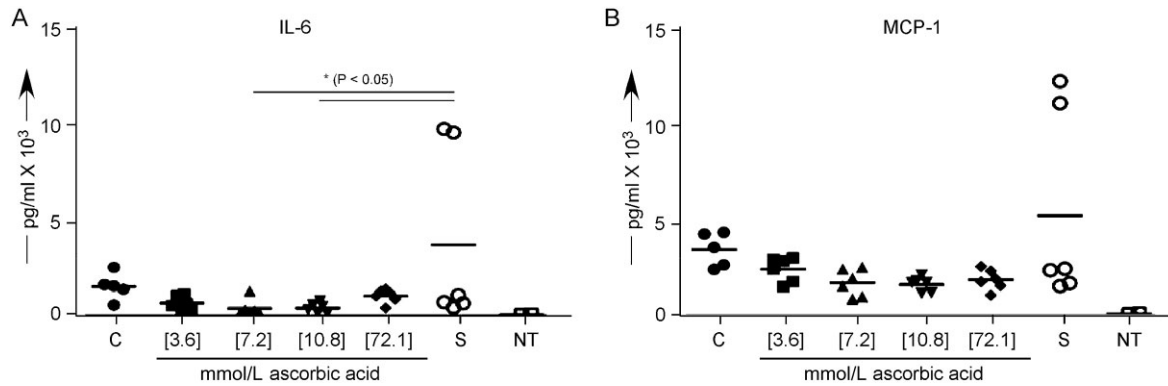 A
IL-6
15
10
5
0
— pg/ml X 10³ —
* (P < 0.05)
C [3.6] [7.2] [10.8] [72.1] S NT
mmol/L ascorbic acid
B
MCP-1
15
10
5
0
— pg/ml X 10³ —
C [3.6] [7.2] [10.8] [72.1] S NT
mmol/L ascorbic acid